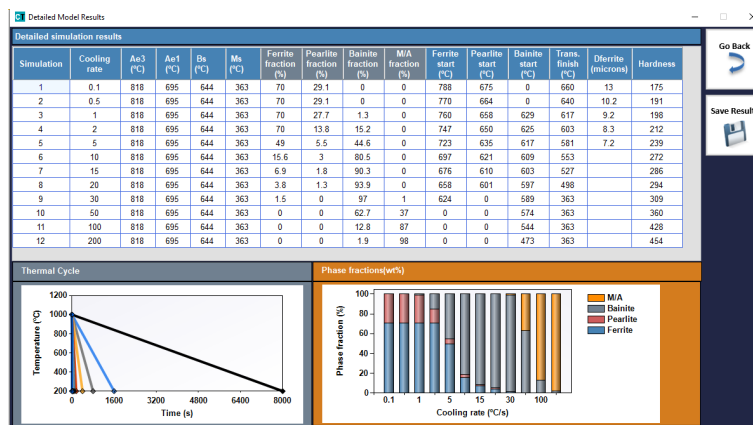 CT Detailed Model Results
Detailed simulation results
Simulation Cooling rate Ae3 (ºC) Ae1 (ºC) Bs (ºC) Ms (ºC) Ferrite fraction (%) Pearlite fraction (%) Bainite fraction (%) M/A fraction (%) Ferrite start (ºC) Pearlite start (ºC) Bainite start (ºC) Trans. finish (ºC) Dferrite (microns) Hardness
1 0.1 818 695 644 363 70 29.1 0 0 788 675 0 660 13 175
2 0.5 818 695 644 363 70 29.1 0 0 770 664 0 640 10.2 191
3 1 818 695 644 363 70 27.7 1.3 0 760 658 629 617 9.2 198
4 2 818 695 644 363 70 13.8 15.2 0 747 650 625 603 8.3 212
5 5 818 695 644 363 49 5.5 44.6 0 723 635 617 581 7.2 239
6 10 818 695 644 363 15.6 3 80.5 0 697 621 609 553 272
7 15 818 695 644 363 6.9 1.8 90.3 0 676 610 603 527 286
8 20 818 695 644 363 3.8 1.3 93.9 0 658 601 597 498 294
9 30 818 695 644 363 1.5 0 97 1 624 0 589 363 309
10 50 818 695 644 363 0 0 62.7 37 0 0 574 363 360
11 100 818 695 644 363 0 0 12.8 87 0 0 544 363 428
12 200 818 695 644 363 0 0 1.9 98 0 0 473 363 454
Go Back
Save Result
Thermal Cycle
Temperature (ºC)
1200
1000
800
600
400
200
0 1600 3200 4800 6400 8000
Time (s)
Phase fractions(wt%)
Phase fraction (%)
100
80
60
40
20
0
0.1 1 5 15 30 100
Cooling rate (ºC/s)
M/A
Bainite
Pearlite
Ferrite